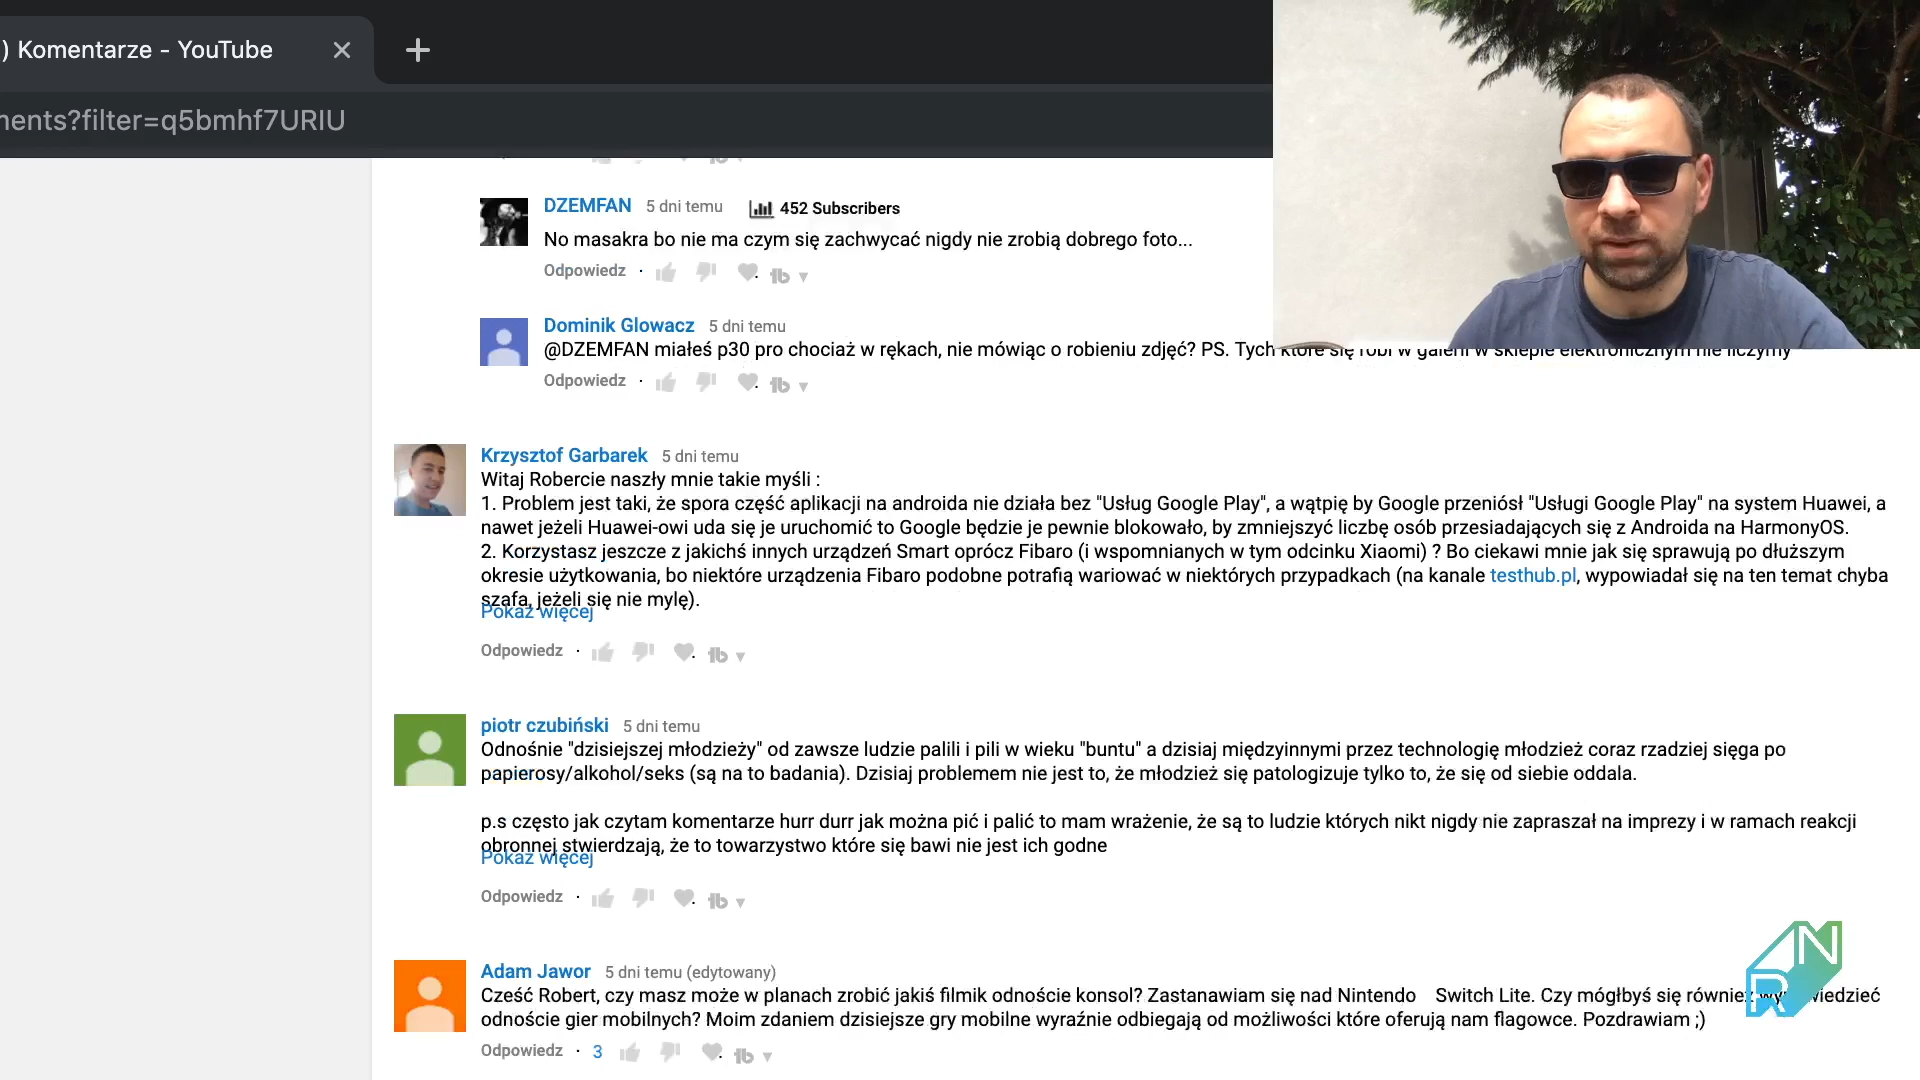 ) Komentarze - YouTube
ments?filter=q5bmhf7URIU
DZEMFAN 5 dni temu 452 Subscribers
No masakra bo nie ma czym się zachwycać nigdy nie zrobią dobrego foto...
Odpowiedz
Dominik Glowacz 5 dni temu
@DZEMFAN miałeś p30 pro chociaż w rękach, nie mówiąc o robieniu zdjęć? PS. Tych które się robi w galerii w sklepie elektronicznym nie liczymy
Odpowiedz
Krzysztof Garbarek 5 dni temu
Witaj Robercie naszły mnie takie myśli :
1. Problem jest taki, że spora część aplikacji na androida nie działa bez "Usług Google Play", a wątpię by Google przeniósł "Usługi Google Play" na system Huawei, a
nawet jeżeli Huawei-owi uda się je uruchomić to Google będzie je pewnie blokowało, by zmniejszyć liczbę osób przesiadających się z Androida na HarmonyOS.
2. Korzystasz jeszcze z jakichś innych urządzeń Smart oprócz Fibaro (i wspomnianych w tym odcinku Xiaomi) ? Bo ciekawi mnie jak się sprawują po dłuższym
okresie użytkowania, bo niektóre urządzenia Fibaro podobne potrafią wariować w niektórych przypadkach (na kanale testhub.pl, wypowiadał się na ten temat chyba
szafa, jeżeli się nie mylę).
Pokaż więcej
Odpowiedz
piotr czubiński 5 dni temu
Odnośnie "dzisiejszej młodzieży" od zawsze ludzie palili i pili w wieku "buntu" a dzisiaj międzyinnymi przez technologię młodzież coraz rzadziej sięga po
papierosy/alkohol/seks (są na to badania). Dzisiaj problemem nie jest to, że młodzież się patologizuje tylko to, że się od siebie oddala.
p.s często jak czytam komentarze hurr durr jak można pić i palić to mam wrażenie, że są to ludzie których nikt nigdy nie zapraszał na imprezy i w ramach reakcji
obronnej stwierdzają, że to towarzystwo które się bawi nie jest ich godne
Pokaż więcej
Odpowiedz
Adam Jawor 5 dni temu (edytowany)
Cześć Robert, czy masz może w planach zrobić jakiś filmik odnoście konsol? Zastanawiam się nad Nintendo Switch Lite. Czy mógłbyś się również wypowiedzieć
odnoście gier mobilnych? Moim zdaniem dzisiejsze gry mobilne wyraźnie odbiegają od możliwości które oferują nam flagowce. Pozdrawiam ;)
Odpowiedz 3
RN